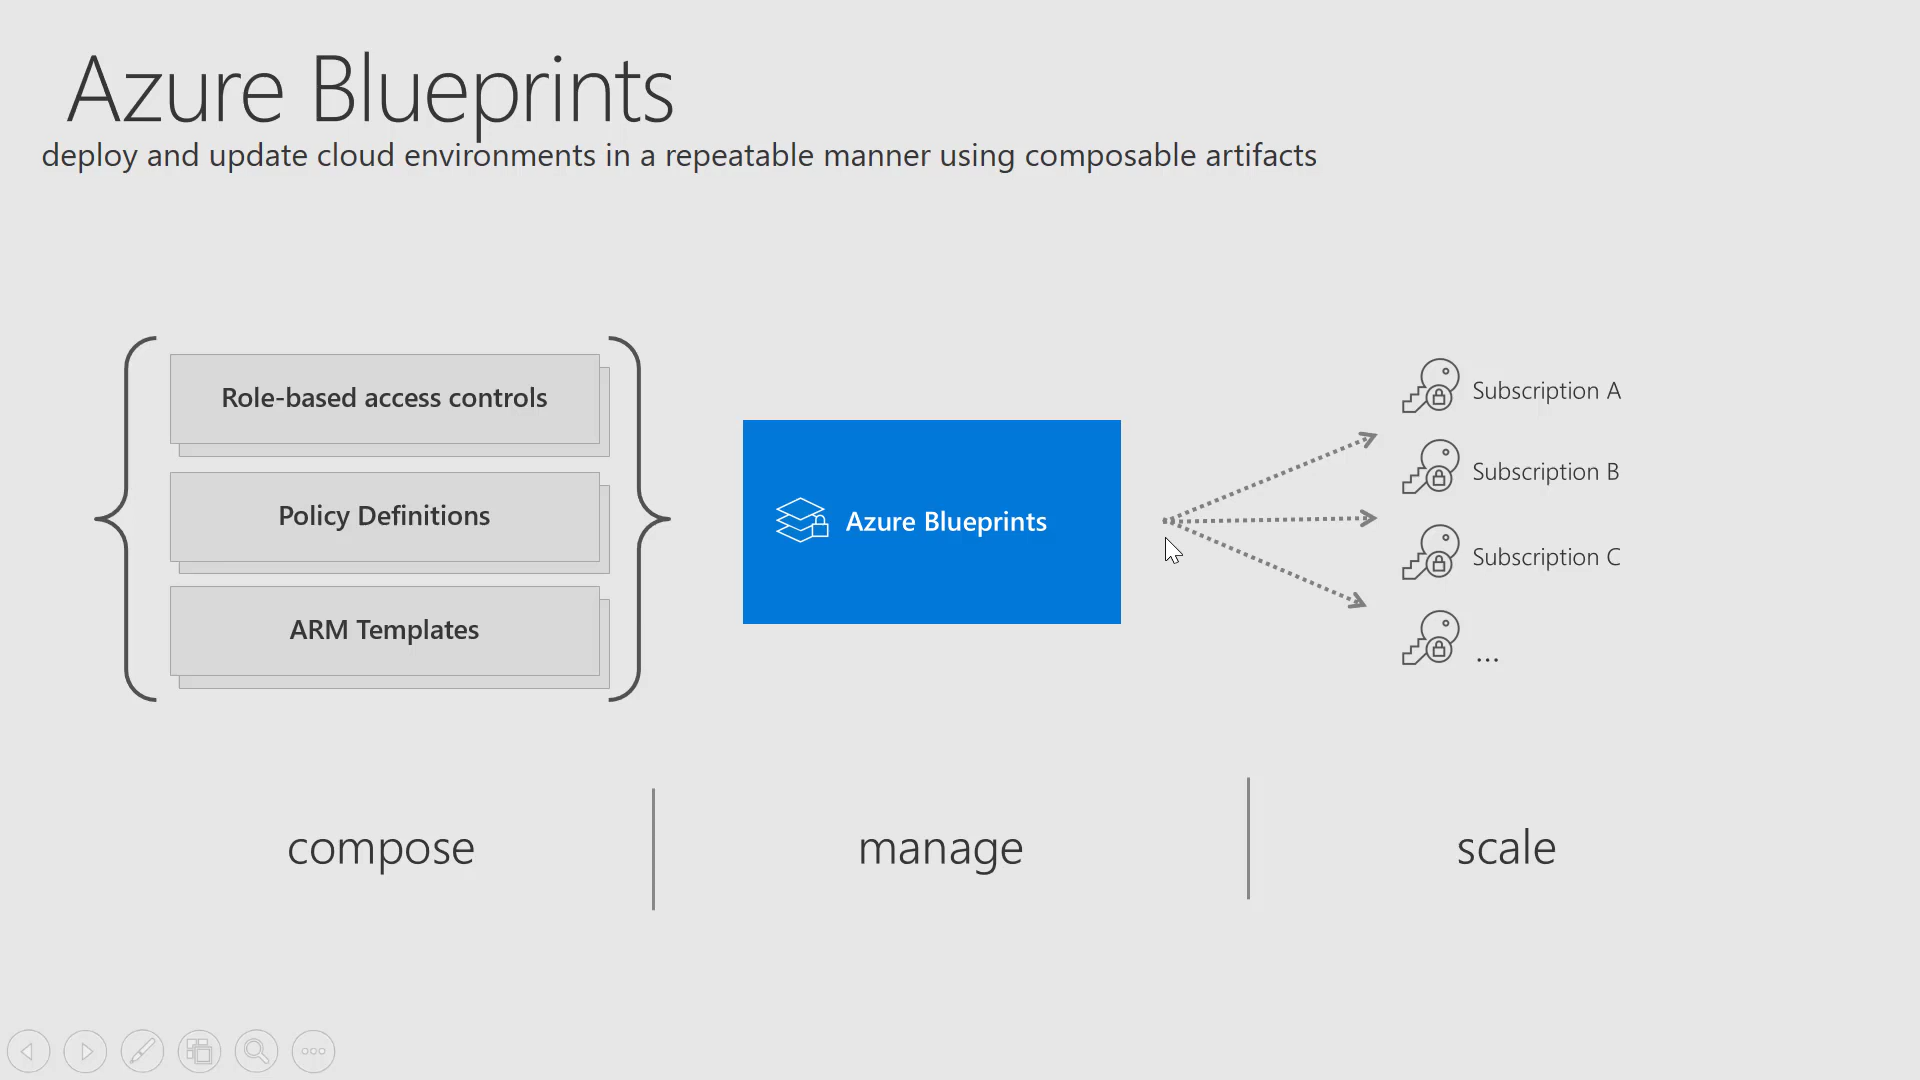 Azure Blueprints
deploy and update cloud environments in a repeatable manner using composable artifacts
Role-based access controls
Policy Definitions
ARM Templates
Azure Blueprints
Subscription A
Subscription B
Subscription C
...
compose
manage
scale